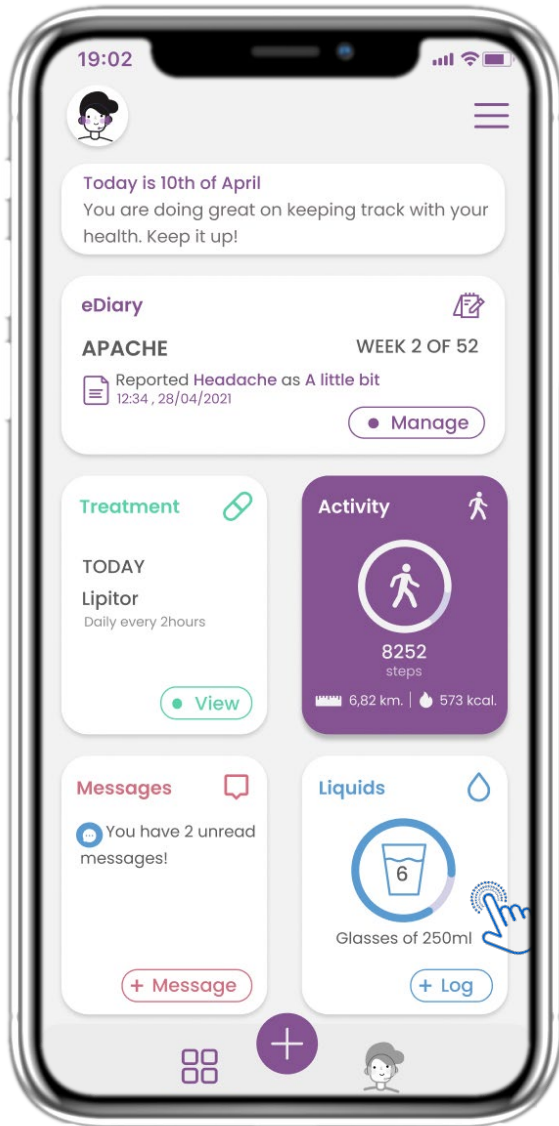 19:02
Today is 10th of April
You are doing great on keeping track with your
health. Keep it up!
eDiary
APACHE
WEEK 2 OF 52
Reported Headache as A little bit
12:34 , 28/04/2021
Manage
Treatment
TODAY
Lipitor
Daily every 2hours
View
Activity
8252
steps
6,82 km.
573 kcal.
Messages
You have 2 unread
messages!
+ Message
Liquids
6
Glasses of 250ml
+ Log